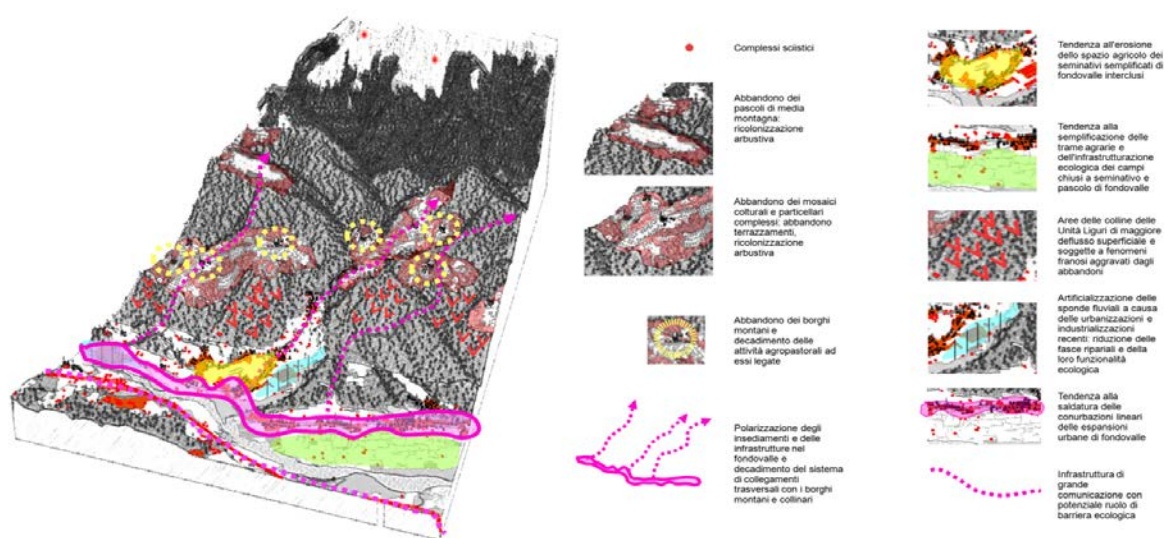 Complessi sciistici
Abbandono dei
pascoli di media
montagna:
ricolonizzazione
arbustiva
Abbandono dei mosaici
colturali e particellari
complessi: abbandono
terrazzamenti,
ricolonizzazione
arbustiva
Abbandono dei borghi
montani e
decadimento delle
attività agropastorali ad
essi legate
Polarizzazione degli
insediamenti e delle
infrastrutture nel
fondovalle e
decadimento del sistema
di collegamenti
trasversali con i borghi
montani e collinari
Tendenza all'erosione
dello spazio agricolo dei
seminativi semplificati di
fondovalle interclusi
Tendenza alla
semplificazione delle
trame agrarie e
dell'infrastrutturazione
ecologica dei campi
chiusi a seminativo e
pascolo di fondovalle
Aree delle colline delle
Unità Liguri di maggiore
deflusso superficiale e
soggette a fenomeni
franosi aggravati dagli
abbandoni
Artificializzazione delle
sponde fluviali a causa
delle urbanizzazioni e
industrializzazioni
recenti: riduzione delle
fasce ripariali e della
loro funzionalità
ecologica
Tendenza alla
saldatura delle
conurbazioni lineari
delle espansioni
urbane di fondovalle
Infrastruttura di
grande
comunicazione con
potenziale ruolo di
barriera ecologica